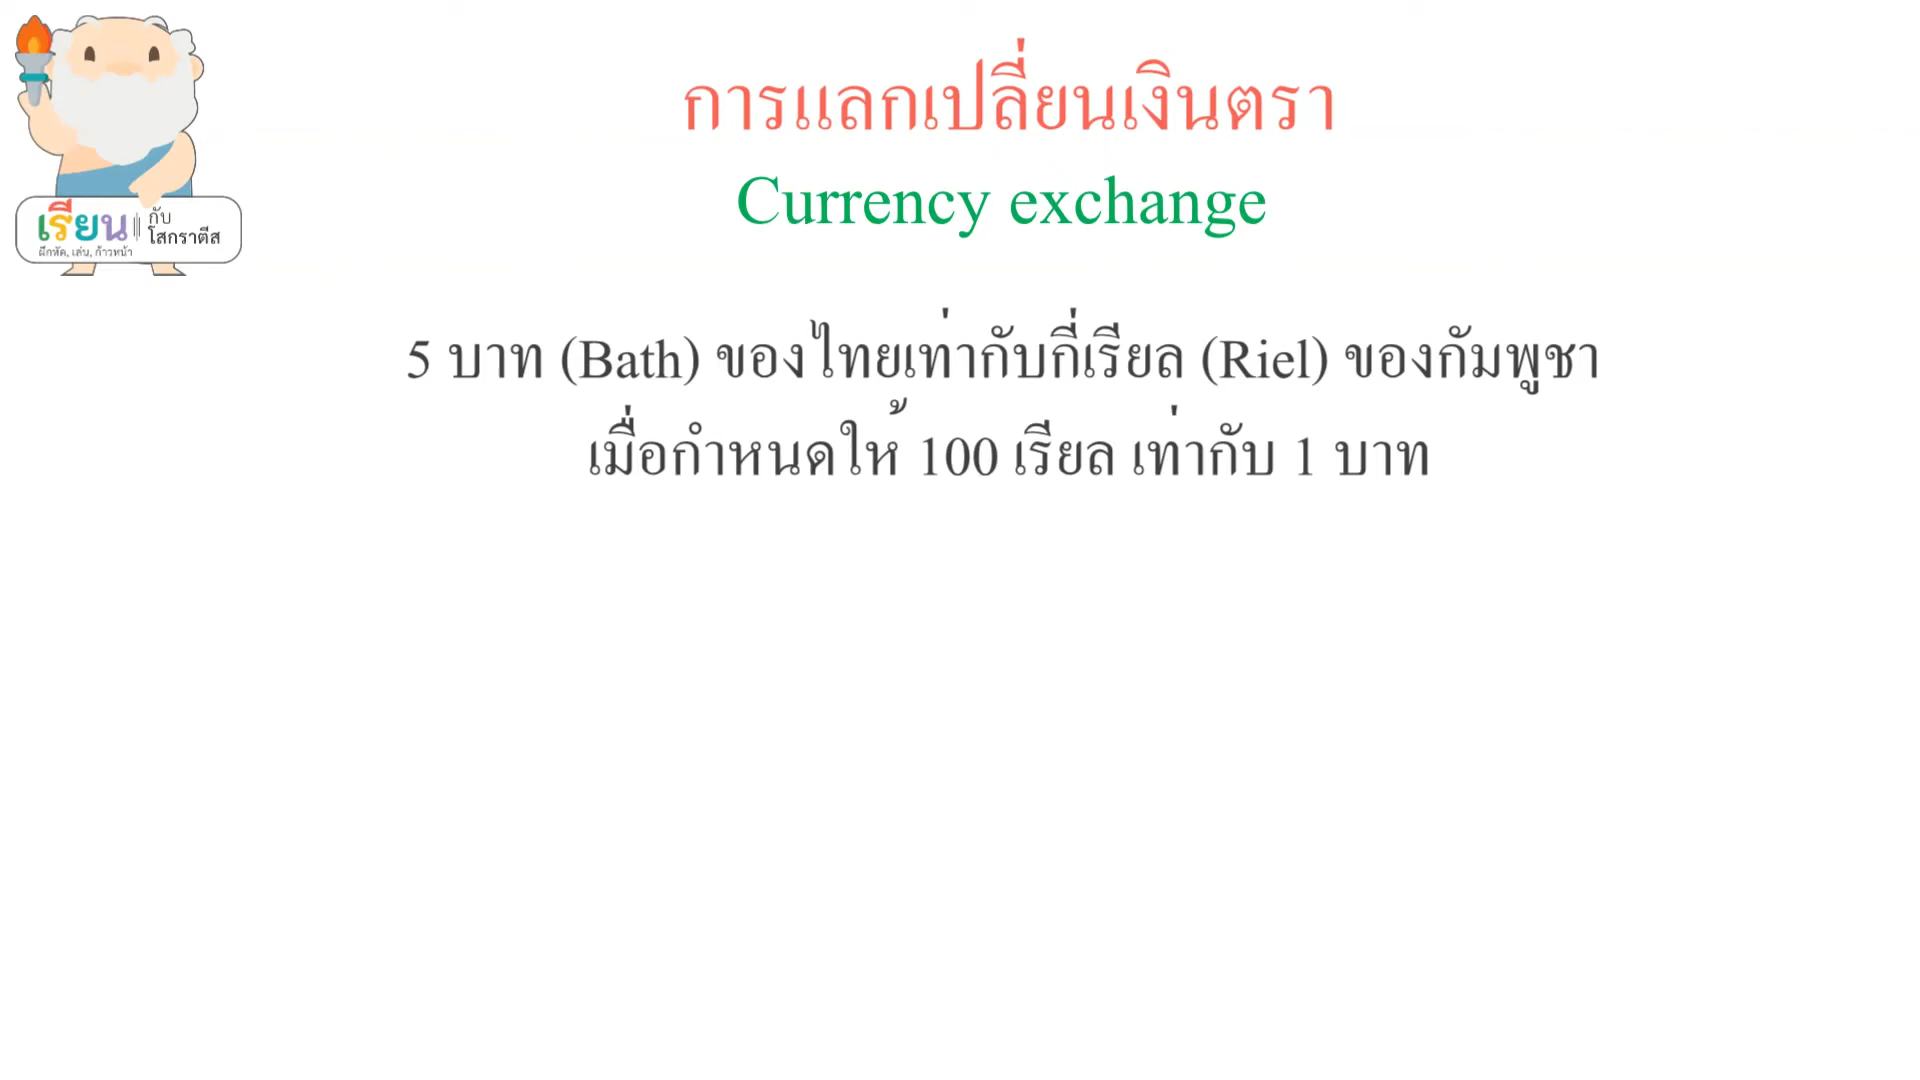 การแลกเปลี่ยนเงินตรา
Currency exchange
เรียน กับ
โสกราตีส
ฝึกหัด, เล่น, ก้าวหน้า
5 บาท (Bath) ของไทยเท่ากับกี่เรียล (Riel) ของกัมพูชา
เมื่อกำหนดให้ 100 เรียล เท่ากับ 1 บาท